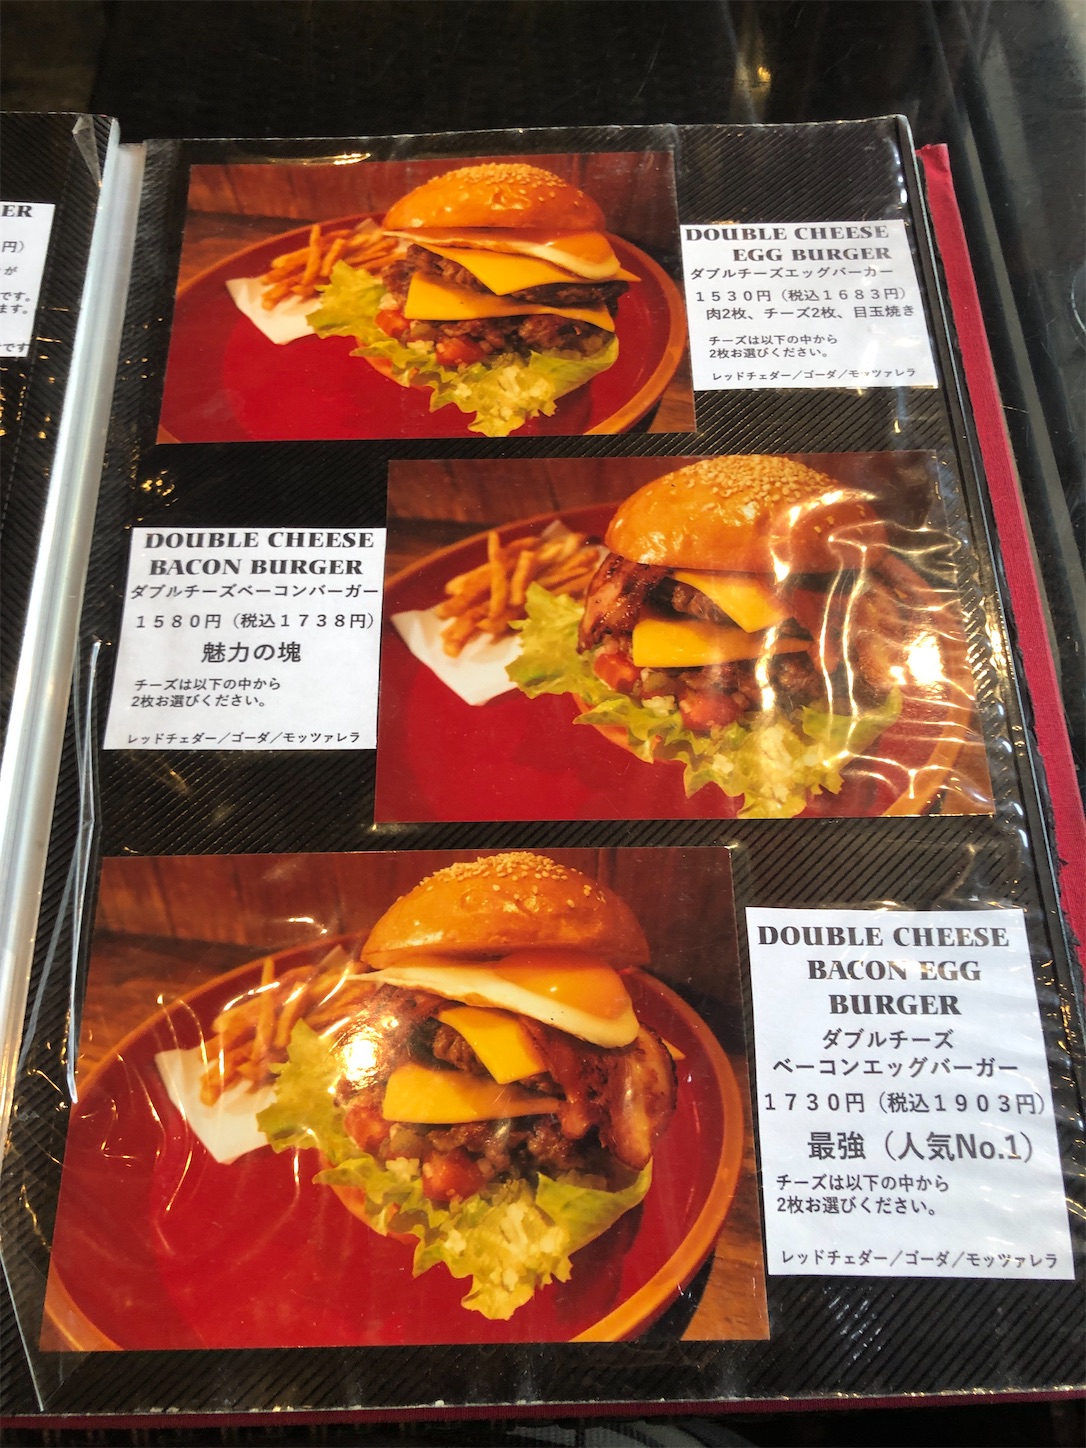 ER
円)
が
です。
ます。
です
DOUBLE CHEESE
EGG BURGER
ダブルチーズエッグバーガー
1530円（税込1683円）
肉2枚、チーズ2枚、目玉焼き
チーズは以下の中から
2枚お選びください。
レッドチェダー／ゴーダ／モッツァレラ
DOUBLE CHEESE
BACON BURGER
ダブルチーズベーコンバーガー
1580円（税込1738円）
魅力の塊
チーズは以下の中から
2枚お選びください。
レッドチェダー／ゴーダ／モッツァレラ
DOUBLE CHEESE
BACON EGG
BURGER
ダブルチーズ
ベーコンエッグバーガー
1730円（税込1903円）
最強（人気No.1）
チーズは以下の中から
2枚お選びください。
レッドチェダー／ゴーダ／モッツァレラ